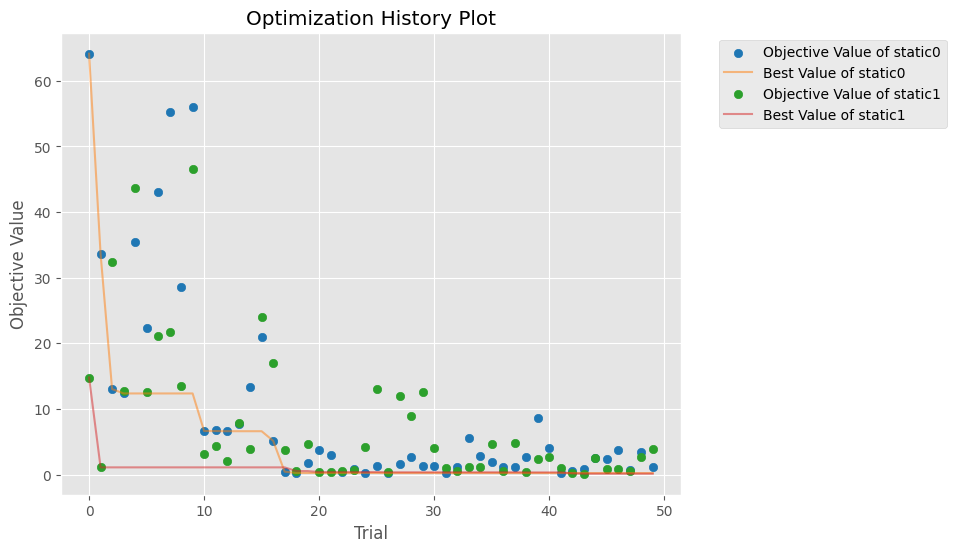 Optimization History Plot
Objective Value of static0
Best Value of static0
Objective Value of static1
Best Value of static1
Objective Value
60
50
40
30
20
10
0
0 10 20 30 40 50
Trial